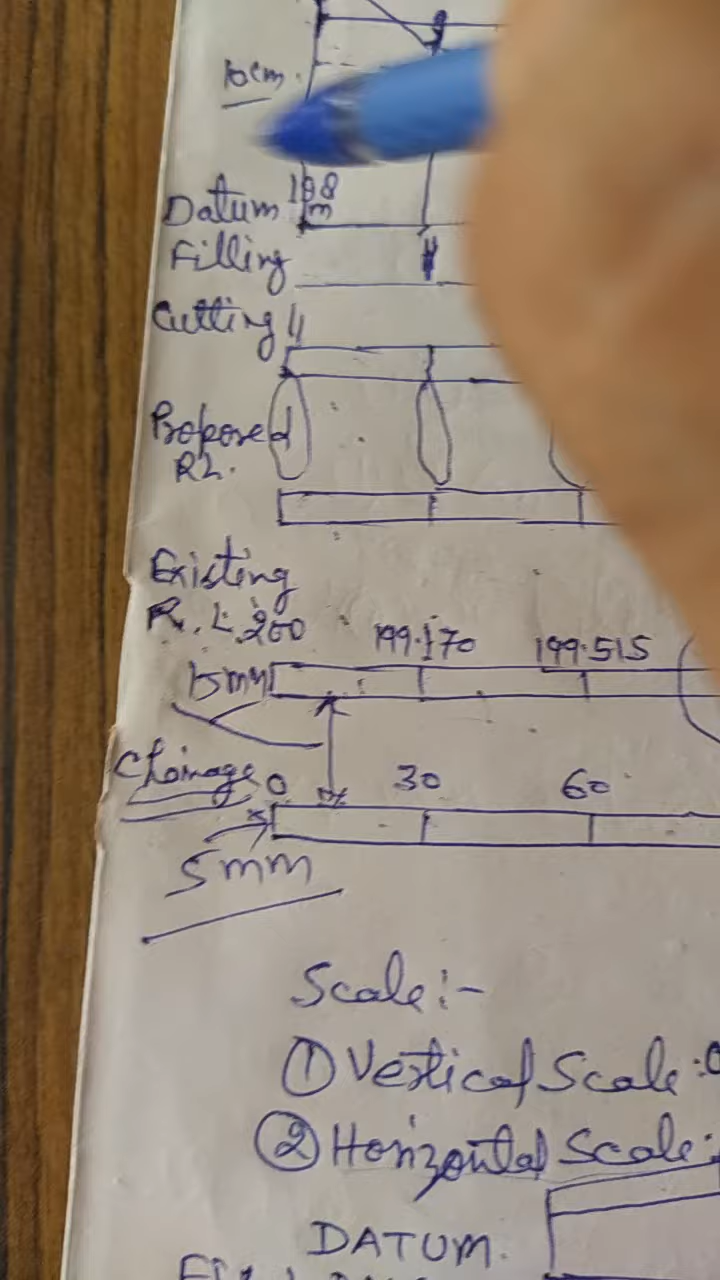 10cm.
Datum 198
m
Filling
Cutting
Proposed
R.L.
Existing
R.L. 200 199.170 199.515
15mm
Chainage 0 30 60
5mm
Scale:-
① Vertical Scale:
② Horizontal Scale:
DATUM.